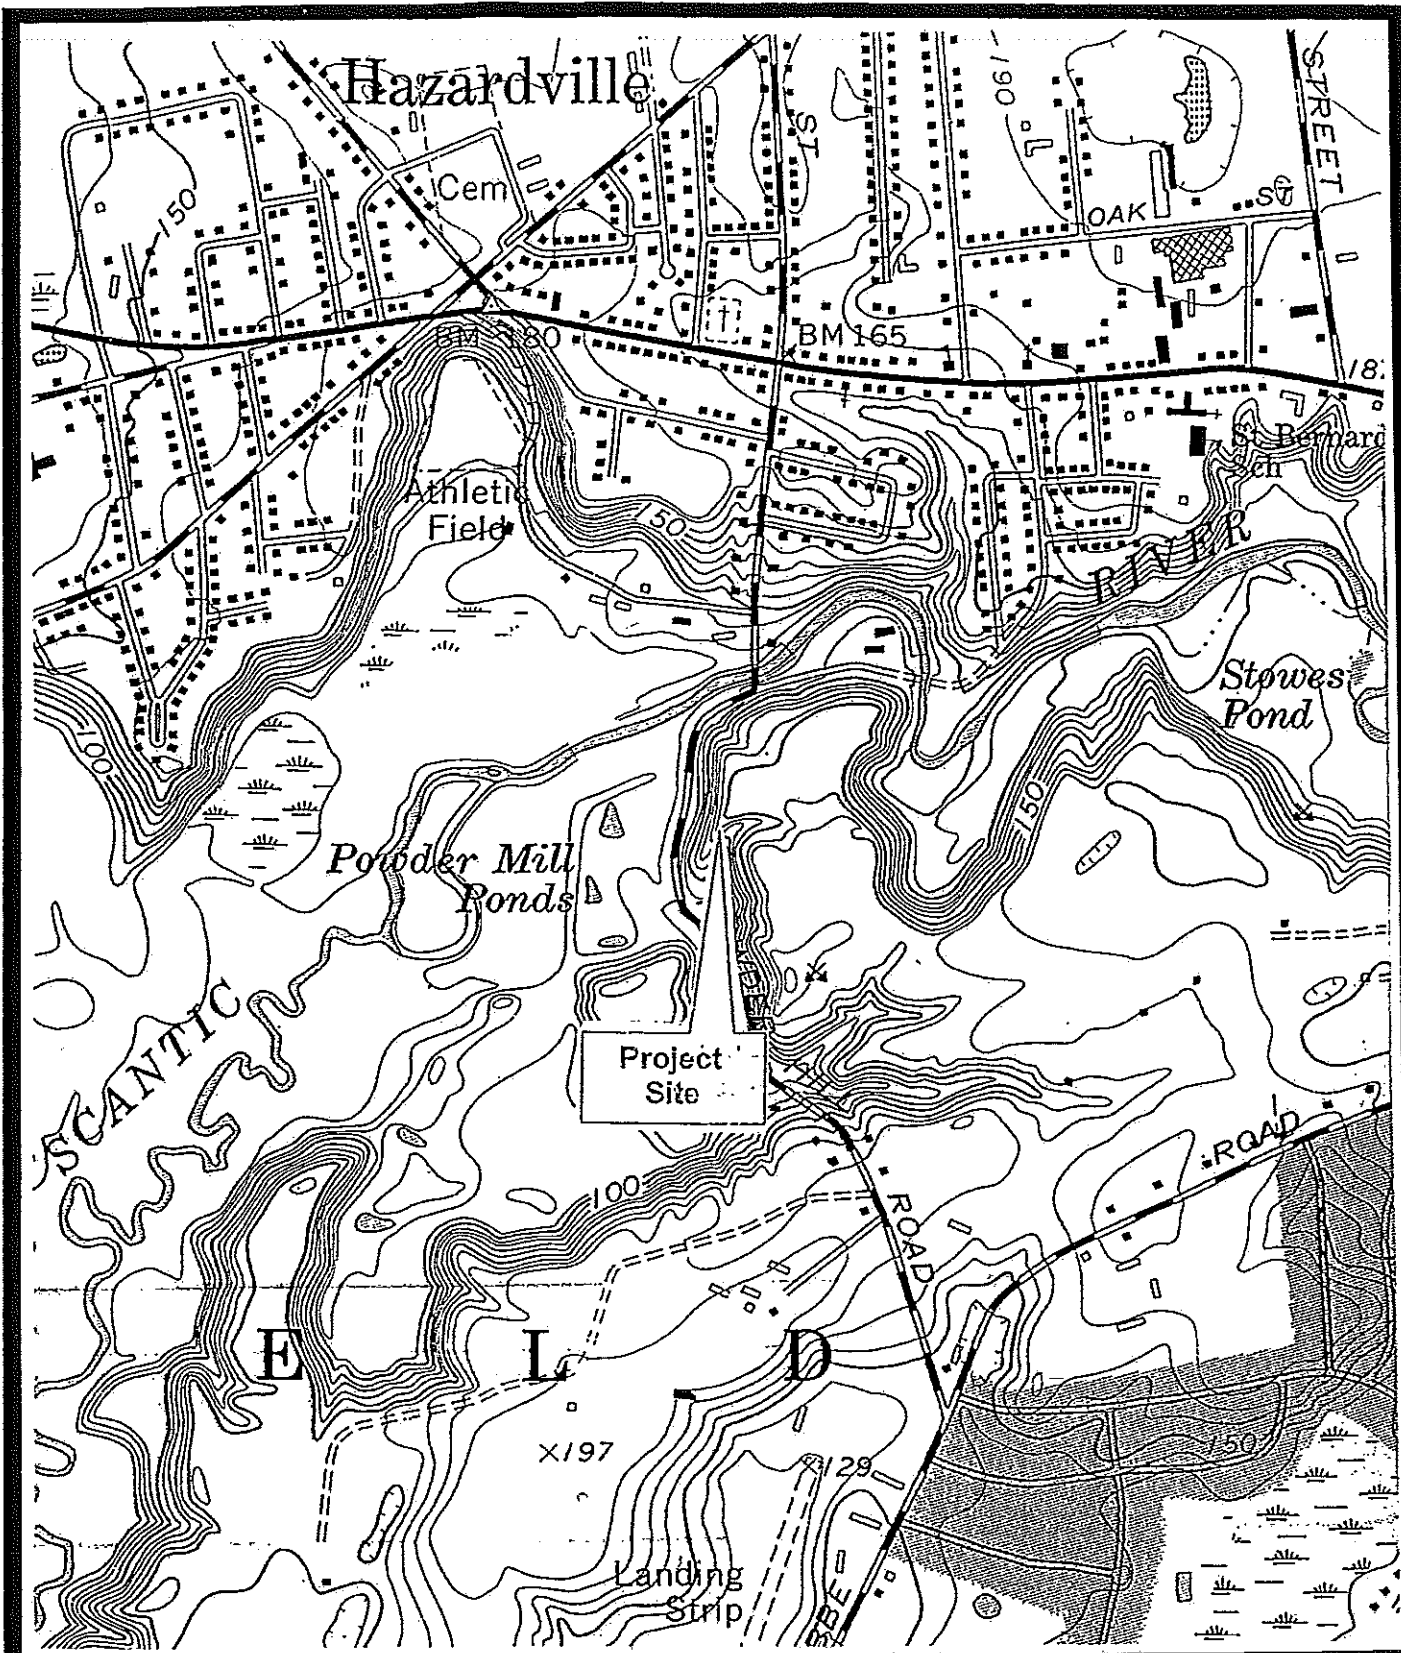 Hazardville
190
STREET
ST
Cem
150
OAK
ST
BM 180
BM 165
St Bernard
Sch
Athletic
Field
150
RIVER
Stowes
Pond
100
150
Powder Mill
Ponds
SCANTIC
Project
Site
ROAD
100
ROAD
E L D
150
×197
×129
Landing
Strip